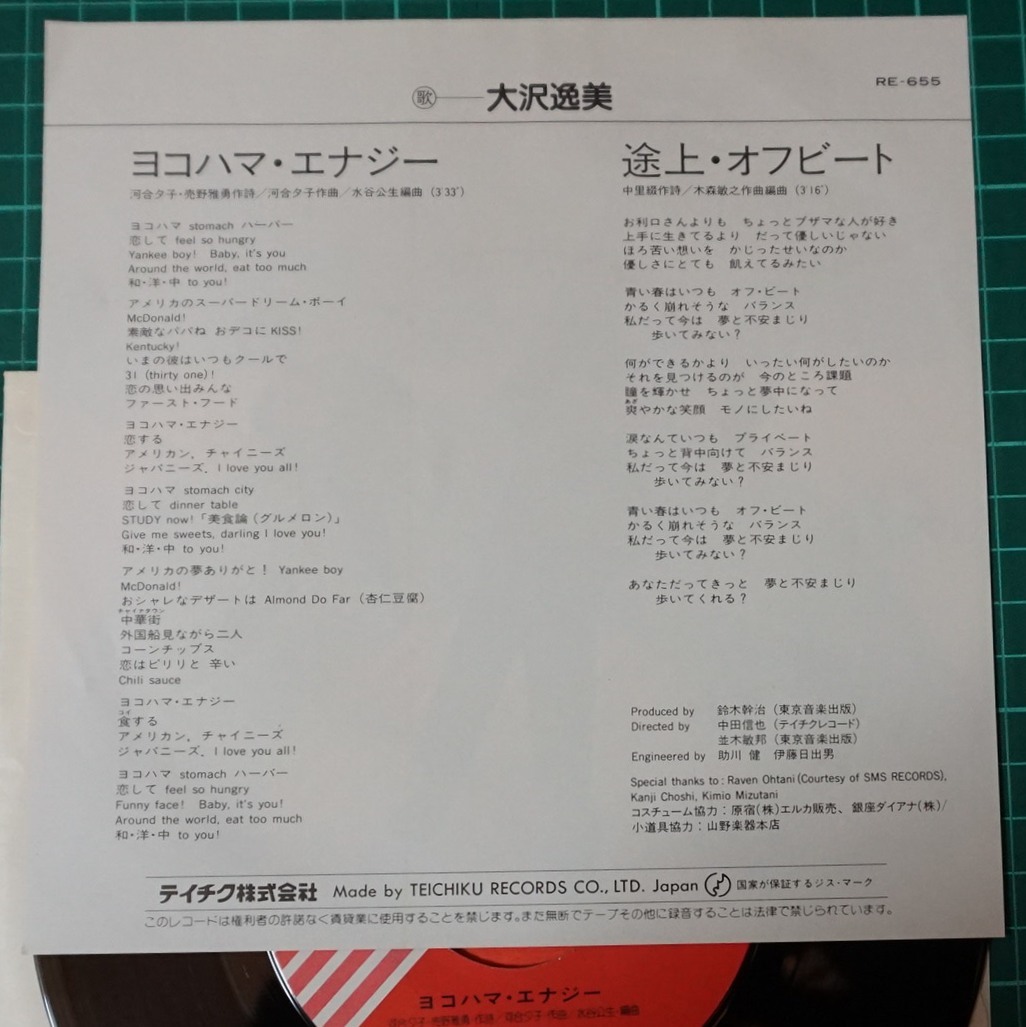 RE-655
歌 大沢逸美
ヨコハマ・エナジー
河合夕子・売野雅勇作詩／河合夕子作曲／水谷公生編曲（3'33"）
ヨコハマ stomach ハーバー
恋して feel so hungry
Yankee boy! Baby, it's you
Around the world, eat too much
和・洋・中 to you!
アメリカのスーパードリーム・ボーイ
McDonald!
素敵なパパね おデコにKISS!
Kentucky!
いまの彼はいつもクールで
31 (thirty one)!
恋の思い出みんな
ファースト・フード
ヨコハマ・エナジー
恋する
アメリカン，チャイニーズ
ジャパニーズ，I love you all!
ヨコハマ stomach city
恋して dinner table
STUDY now!「美食論（グルメロン）」
Give me sweets, darling I love you!
和・洋・中 to you!
アメリカの夢ありがと！ Yankee boy
McDonald!
おシャレなデザートは Almond Do Far（杏仁豆腐）
チャイナタウン
中華街
外国船見ながら二人
コーンチップス
恋はピリリと 辛い
Chili sauce
ヨコハマ・エナジー
コイ
食する
アメリカン，チャイニーズ
ジャパニーズ，I love you all!
ヨコハマ stomach ハーバー
恋して feel so hungry
Funny face! Baby, it's you!
Around the world, eat too much
和・洋・中 to you!
途上・オフビート
中里綴作詩／木森敏之作曲編曲（3'16"）
お利口さんよりも ちょっとブザマな人が好き
上手に生きてるより だって優しいじゃない
ほろ苦い想いを かじったせいなのか
優しさにとても 飢えてるみたい
青い春はいつも オフ・ビート
かるく崩れそうな バランス
私だって今は 夢と不安まじり
歩いてみない？
何ができるかより いったい何がしたいのか
それを見つけるのが 今のところ課題
瞳を輝かせ ちょっと夢中になって
あざ
爽やかな笑顔 モノにしたいね
涙なんていつも プライベート
ちょっと背中向けて バランス
私だって今は 夢と不安まじり
歩いてみない？
青い春はいつも オフ・ビート
かるく崩れそうな バランス
私だって今は 夢と不安まじり
歩いてみない？
あなただってきっと 夢と不安まじり
歩いてくれる？
Produced by 鈴木幹治（東京音楽出版）
Directed by 中田信也（テイチクレコード）
並木敏邦（東京音楽出版）
Engineered by 助川 健 伊藤日出男
Special thanks to : Raven Ohtani (Courtesy of SMS RECORDS),
Kanji Choshi, Kimio Mizutani
コスチューム協力：原宿（株）エルカ販売、銀座ダイアナ（株）/
小道具協力：山野楽器本店
テイチク株式会社 Made by TEICHIKU RECORDS CO., LTD. Japan 国家が保証するジス・マーク
このレコードは権利者の許諾なく賃貸業に使用することを禁じます。また無断でテープその他に録音することは法律で禁じられています。
ヨコハマ・エナジー
河合夕子・売野雅勇・作詩／河合夕子・作曲／水谷公生・編曲